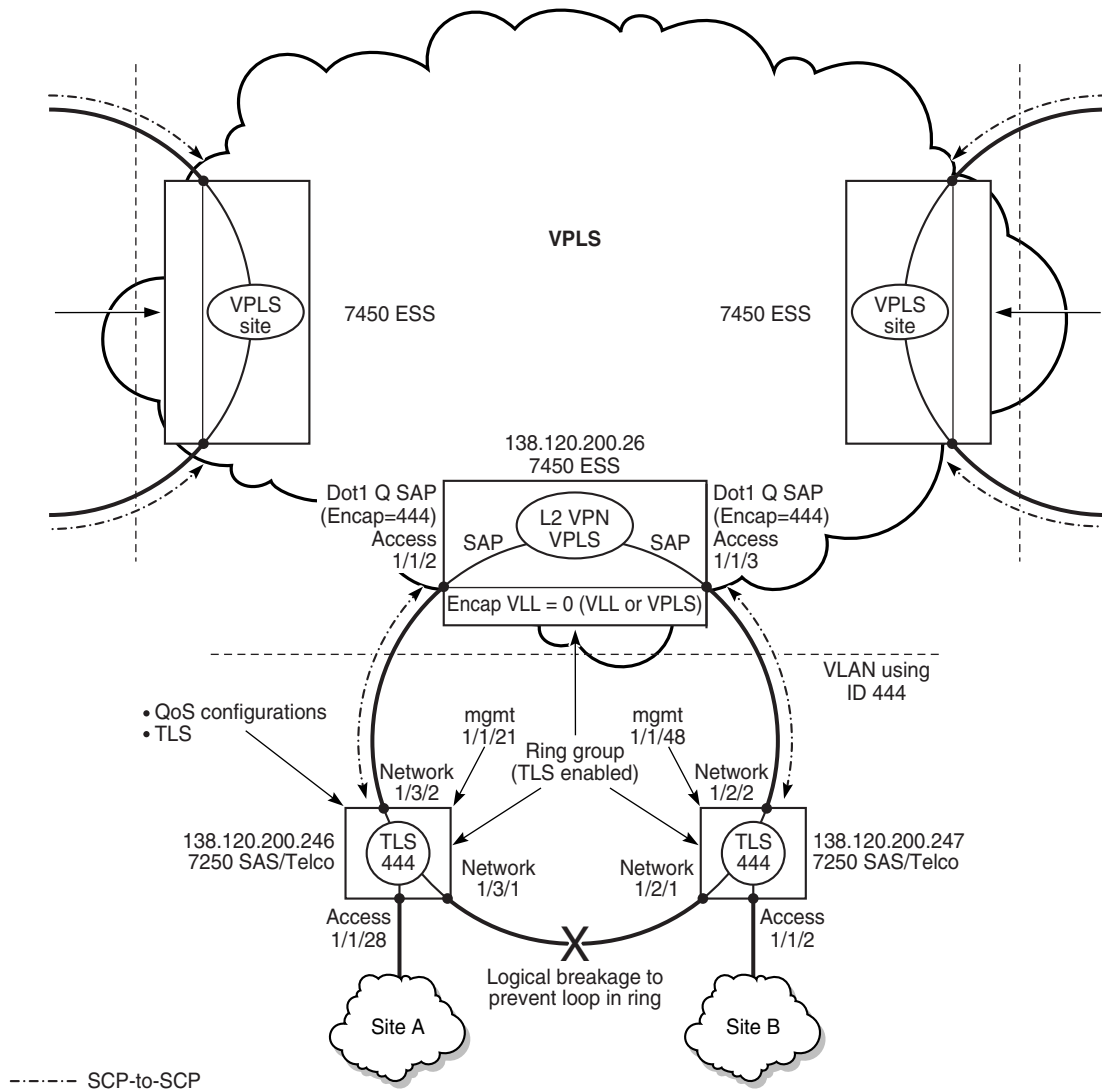 VPLS
VPLS
site
7450 ESS
7450 ESS
VPLS
site
138.120.200.26
7450 ESS
Dot1 Q SAP
(Encap=444)
Access
1/1/2
SAP
L2 VPN
VPLS
SAP
Dot1 Q SAP
(Encap=444)
Access
1/1/3
Encap VLL = 0 (VLL or VPLS)
VLAN using
ID 444
• QoS configurations
• TLS
mgmt
1/1/21
Ring group
(TLS enabled)
mgmt
1/1/48
Network
1/3/2
Network
1/2/2
138.120.200.246
7250 SAS/Telco
TLS
444
Network
1/3/1
Network
1/2/1
TLS
444
138.120.200.247
7250 SAS/Telco
Access
1/1/28
Access
1/1/2
X
Logical breakage to
prevent loop in ring
Site A
Site B
SCP-to-SCP